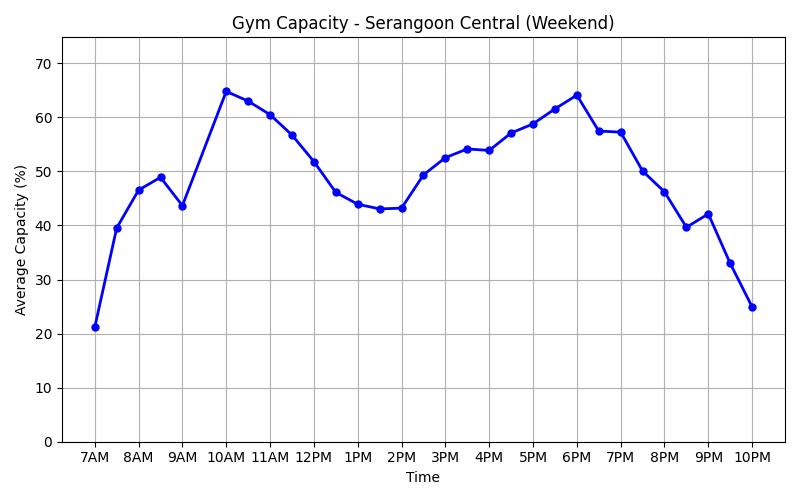 Gym Capacity - Serangoon Central (Weekend)
Average Capacity (%)
70
60
50
40
30
20
10
0
7AM 8AM 9AM 10AM 11AM 12PM 1PM 2PM 3PM 4PM 5PM 6PM 7PM 8PM 9PM 10PM
Time